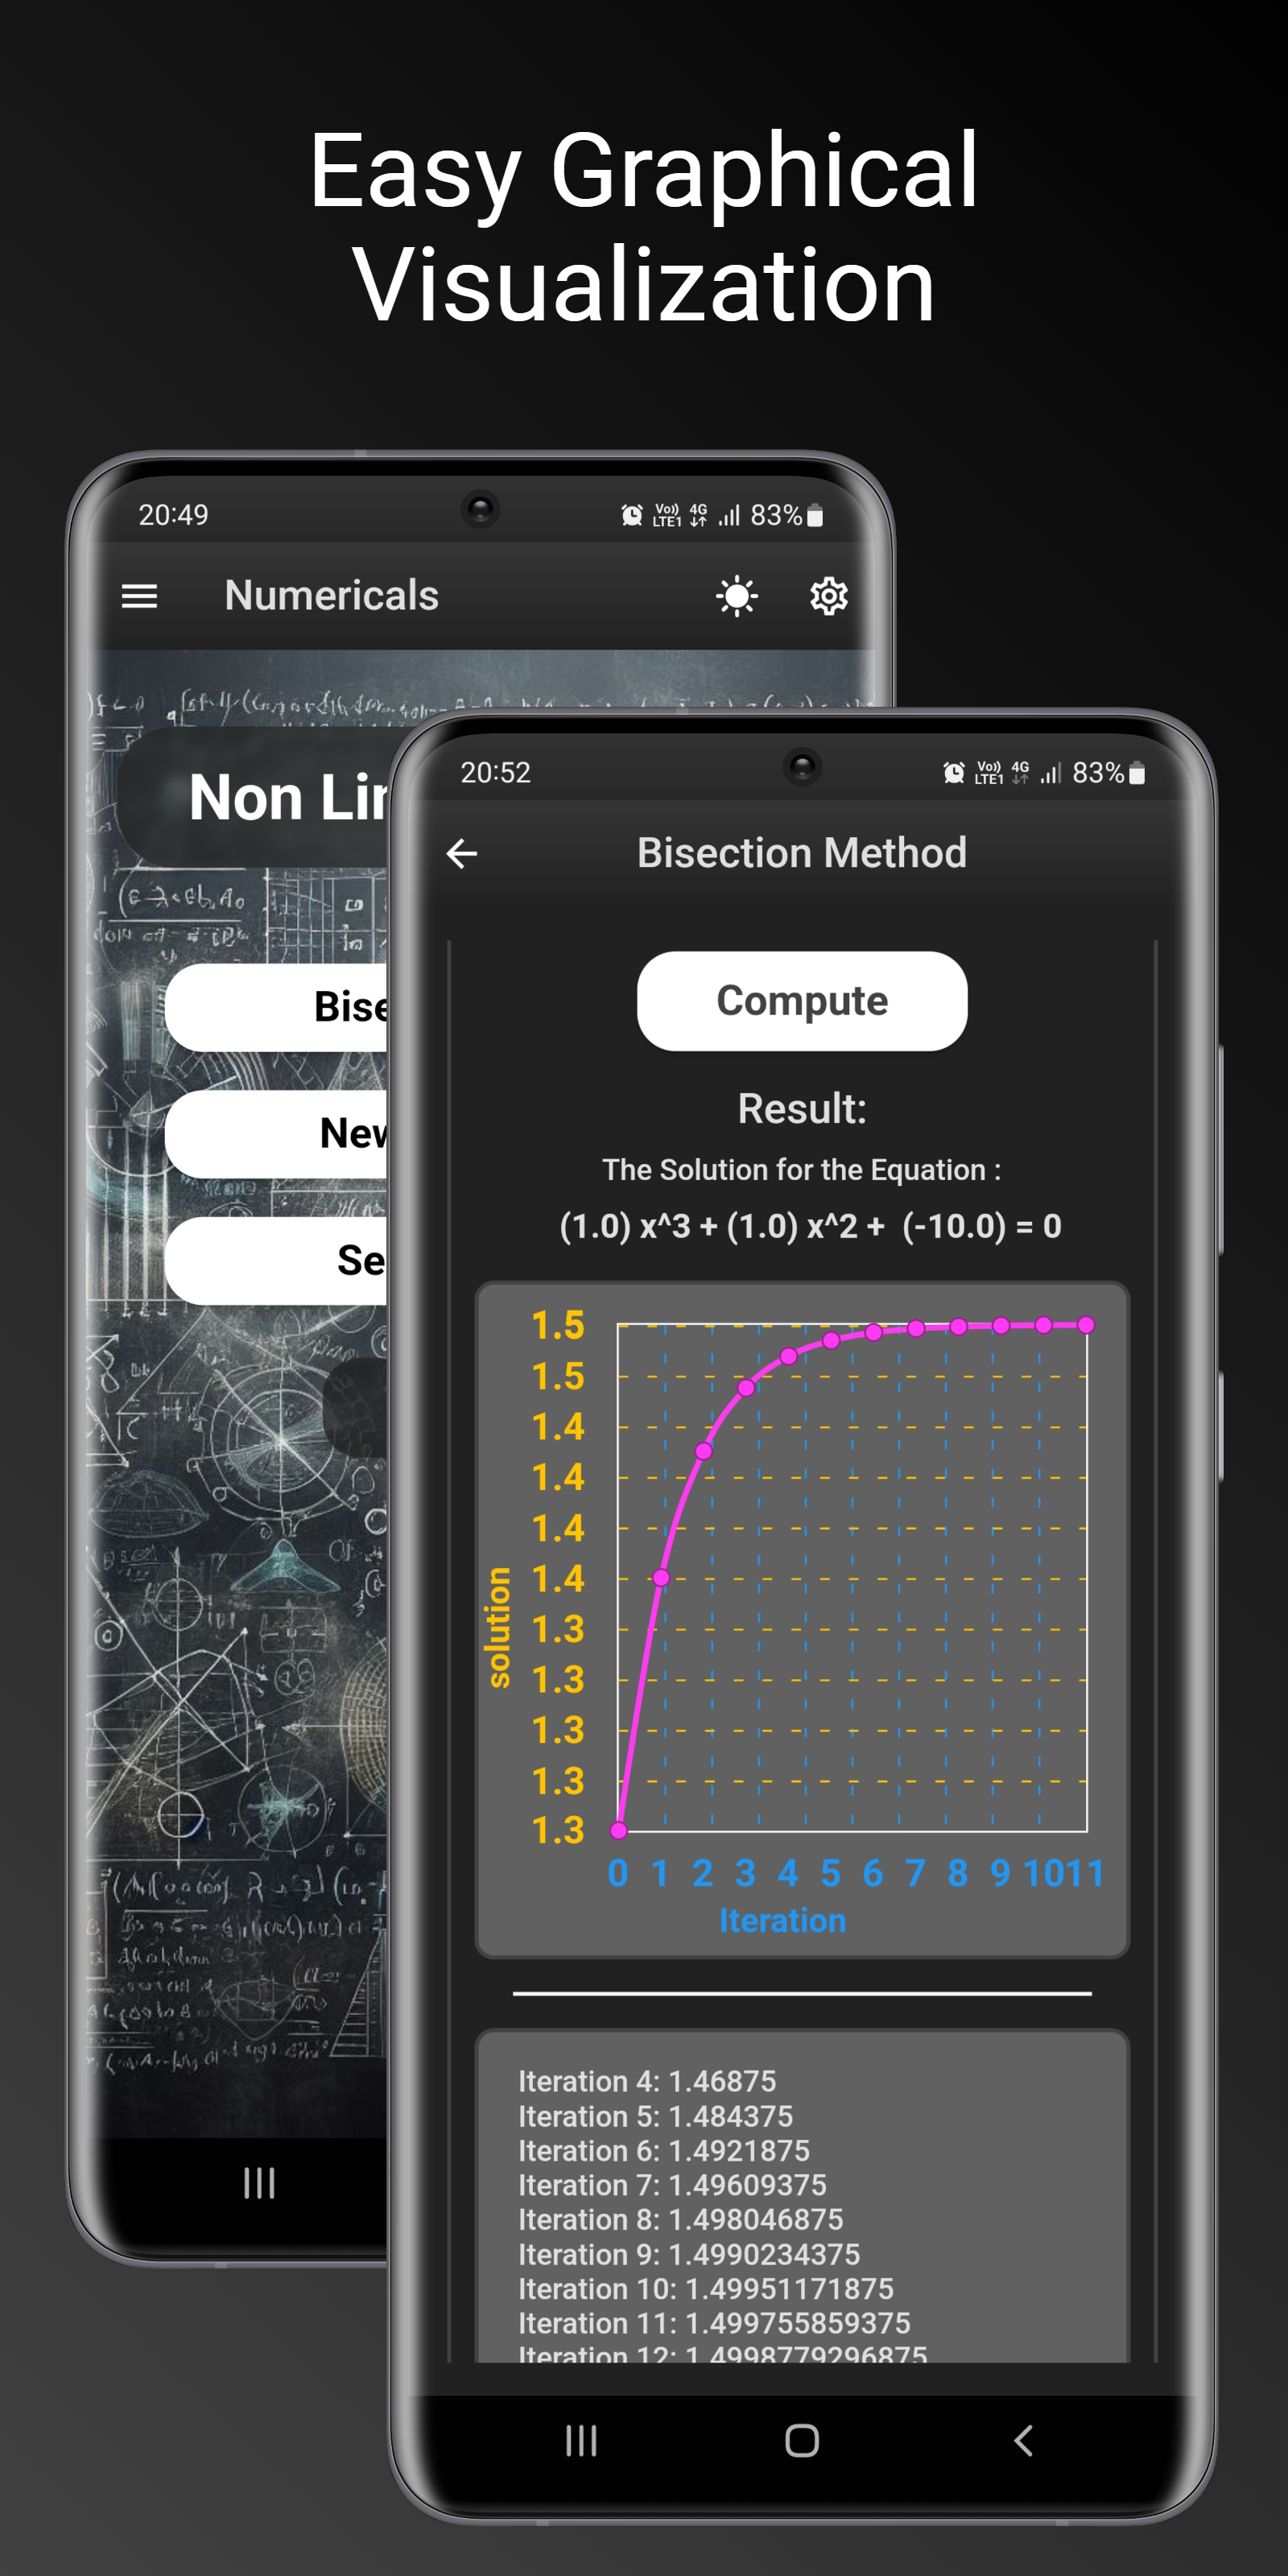 Easy Graphical
Visualization
20:49
Vo)) 4G
LTE1
83%
Numericals
Non Lin
Bise
New
Se
20:52
Vo)) 4G
LTE1
83%
Bisection Method
Compute
Result:
The Solution for the Equation :
(1.0) x^3 + (1.0) x^2 + (-10.0) = 0
1.5
1.5
1.4
1.4
1.4
1.4
1.3
1.3
1.3
1.3
1.3
solution
0 1 2 3 4 5 6 7 8 9 10 11
Iteration
Iteration 4: 1.46875
Iteration 5: 1.484375
Iteration 6: 1.4921875
Iteration 7: 1.49609375
Iteration 8: 1.498046875
Iteration 9: 1.4990234375
Iteration 10: 1.49951171875
Iteration 11: 1.499755859375
Iteration 12: 1.4998779296875